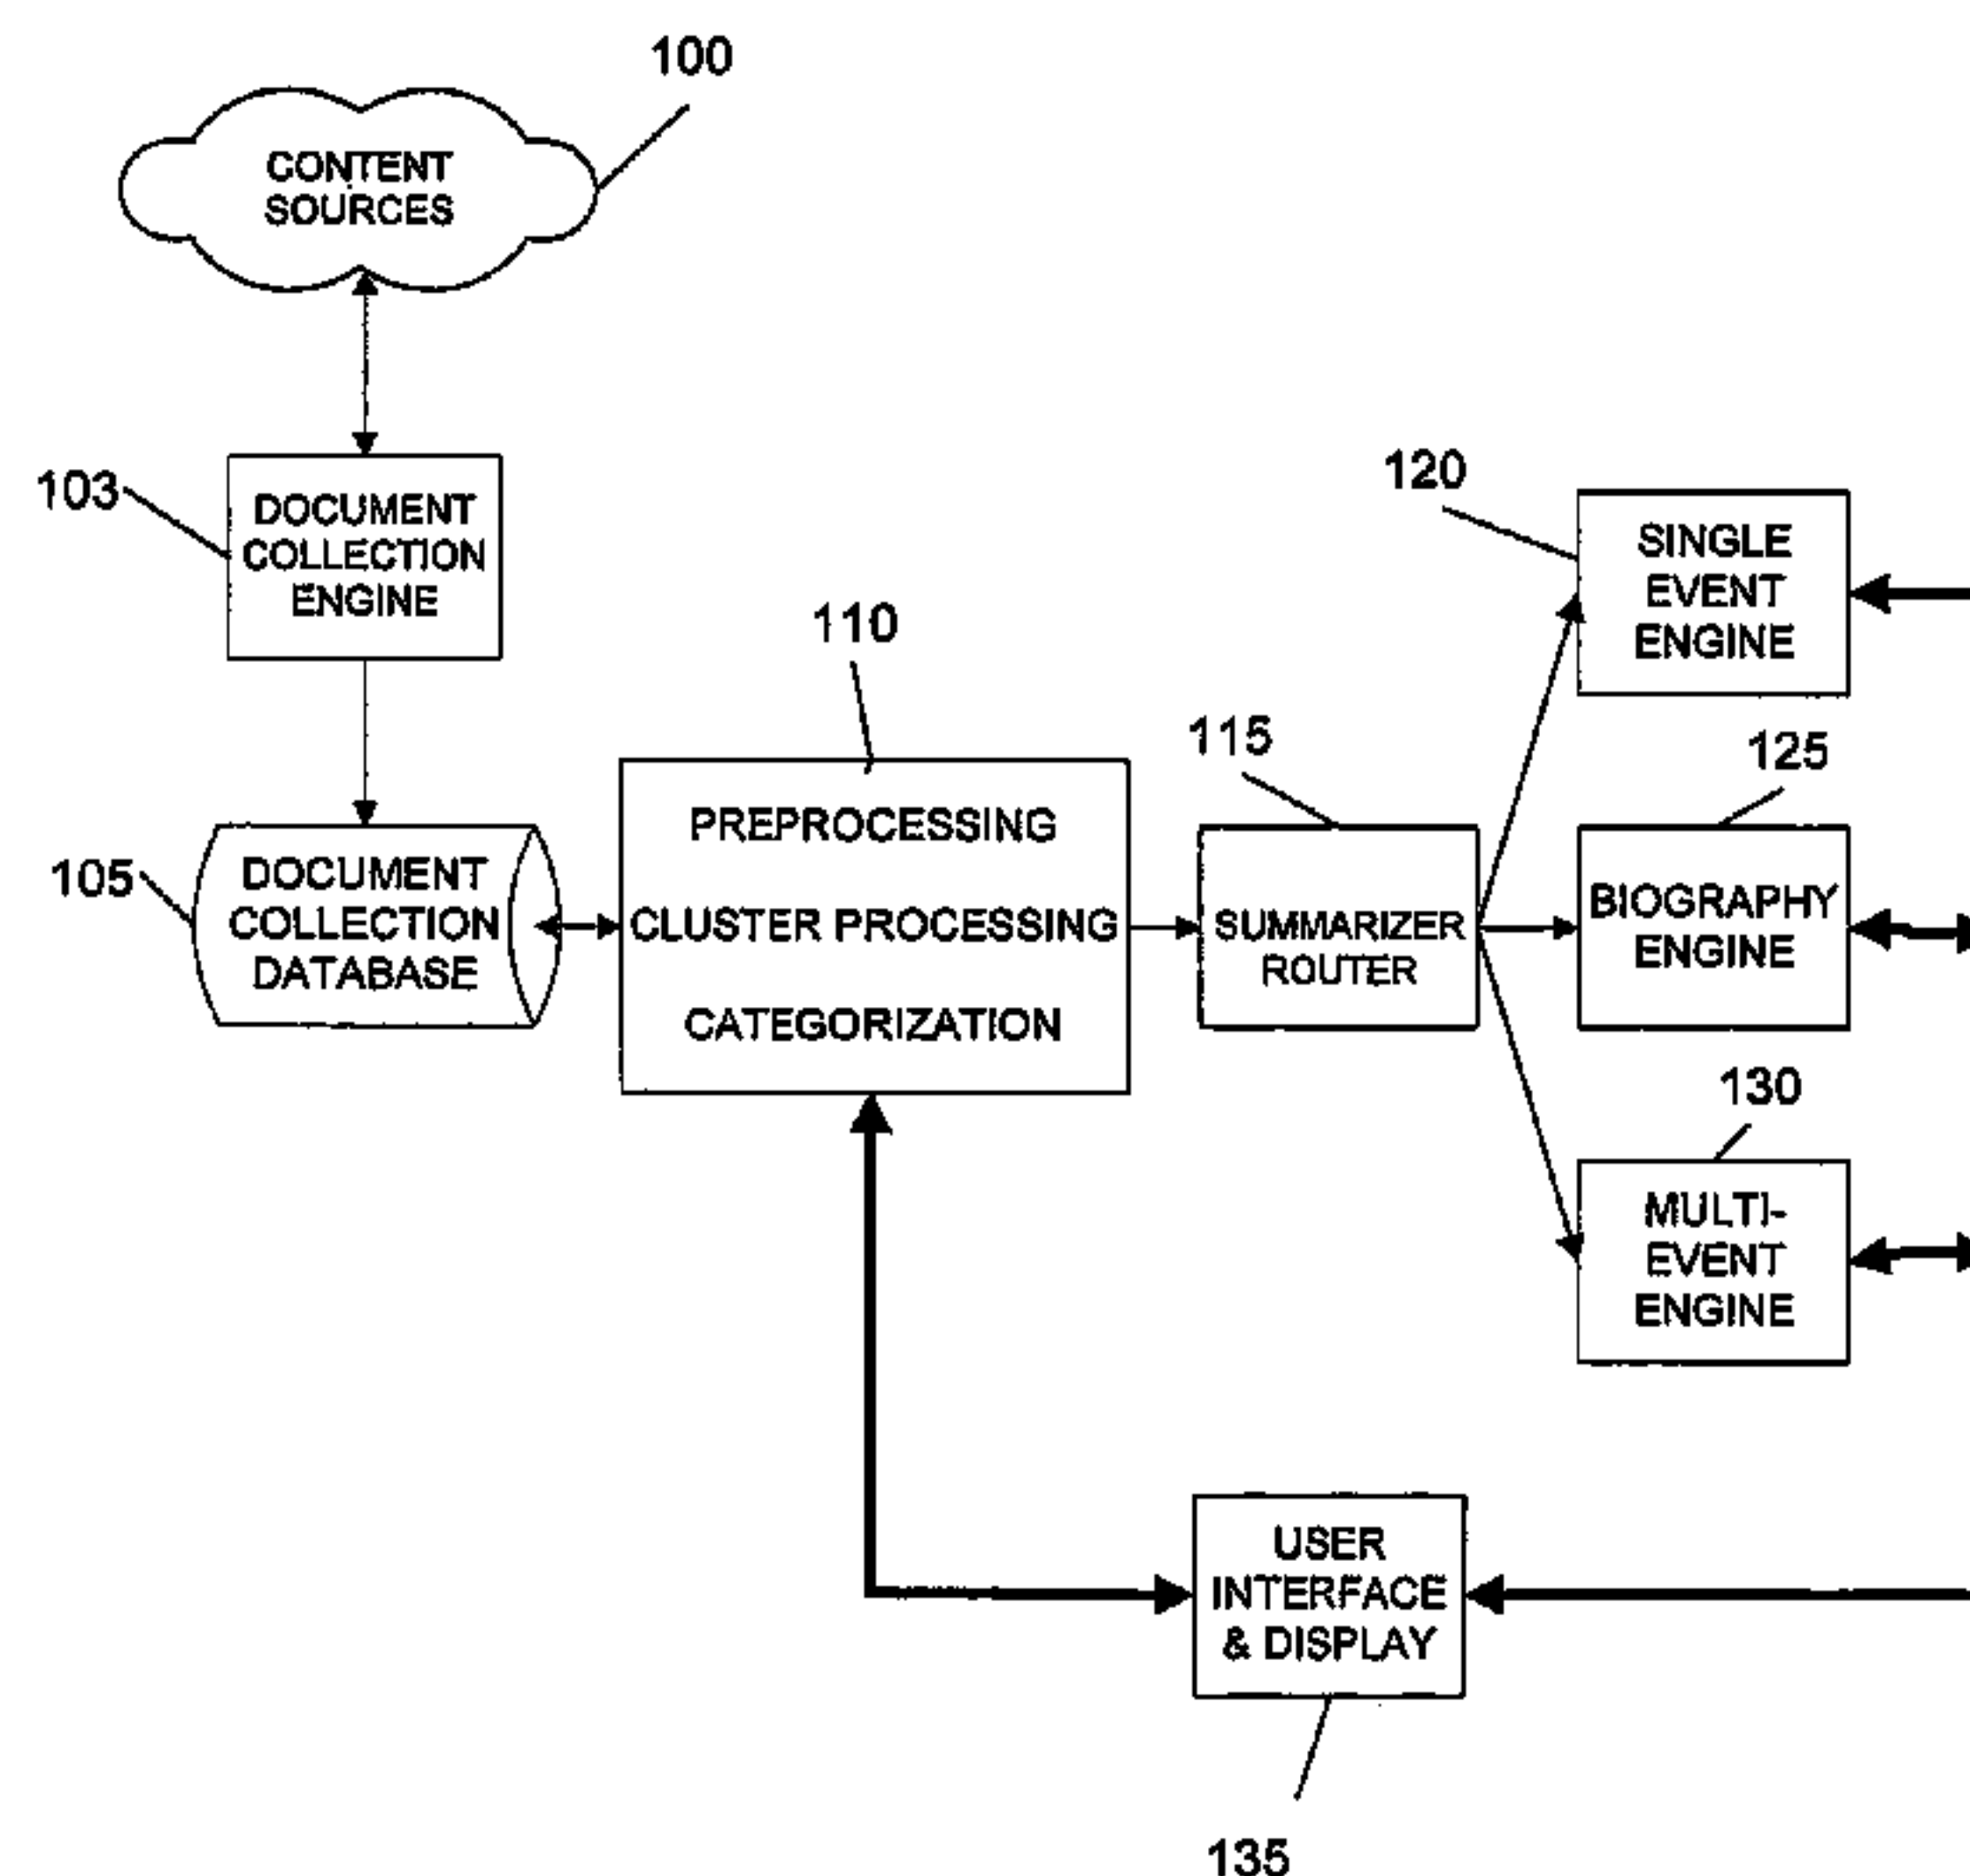 100
CONTENT
SOURCES
103
DOCUMENT
COLLECTION
ENGINE
120
SINGLE
EVENT
ENGINE
110
115
125
105
DOCUMENT
COLLECTION
DATABASE
PREPROCESSING
CLUSTER PROCESSING
CATEGORIZATION
SUMMARIZER
ROUTER
BIOGRAPHY
ENGINE
130
MULTI-
EVENT
ENGINE
USER
INTERFACE
& DISPLAY
135